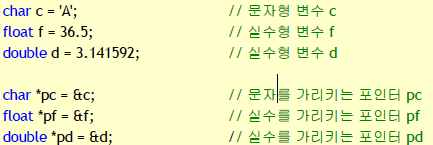 char c = 'A'; // 문자형 변수 c
float f = 36.5; // 실수형 변수 f
double d = 3.141592; // 실수형 변수 d
char *pc = &c; // 문자를 가리키는 포인터 pc
float *pf = &f; // 실수를 가리키는 포인터 pf
double *pd = &d; // 실수를 가리키는 포인터 pd